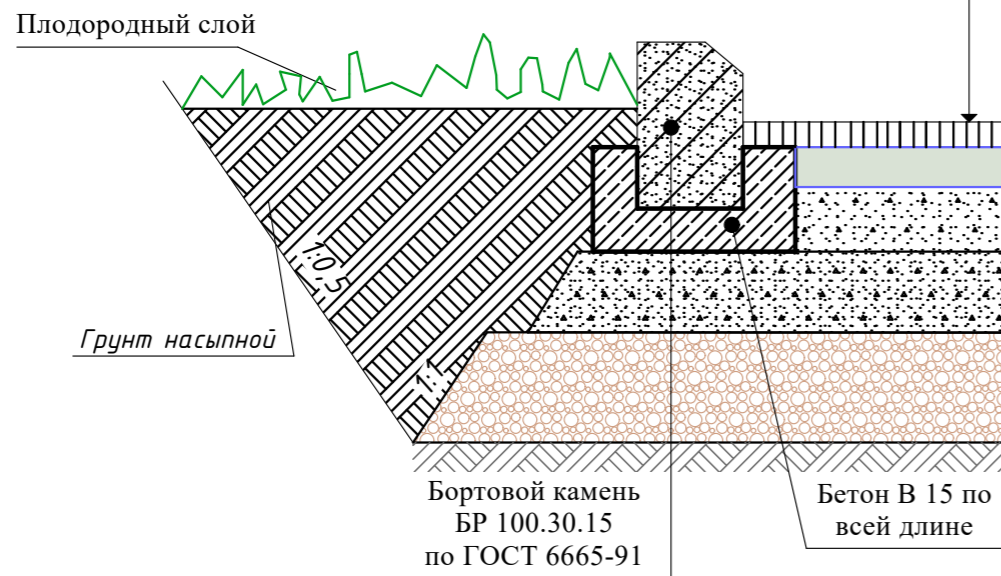 Плодородный слой
1:0,5
Грунт насыпной
1:1
Бортовой камень
БР 100.30.15
по ГОСТ 6665-91
Бетон В 15 по
всей длине